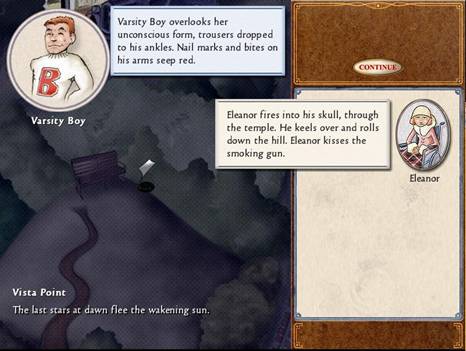 Varsity Boy overlooks her
unconscious form, trousers dropped
to his ankles. Nail marks and bites on
his arms seep red.
B
Varsity Boy
CONTINUE
Eleanor fires into his skull, through
the temple. He keels over and rolls
down the hill. Eleanor kisses the
smoking gun.
Eleanor
Vista Point
The last stars at dawn flee the wakening sun.